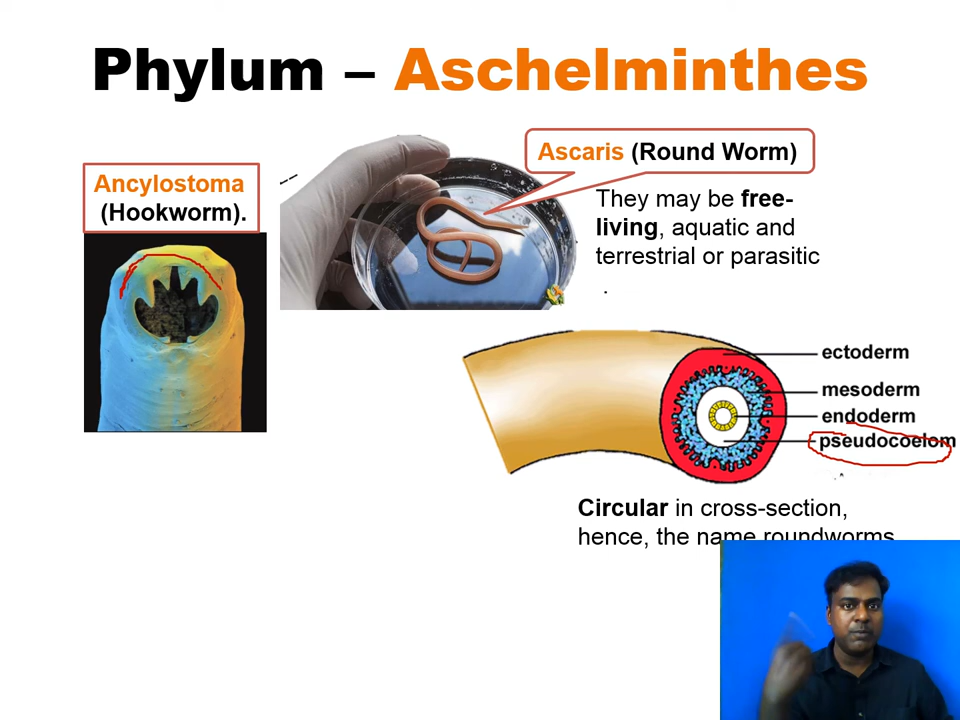 Phylum – Aschelminthes
Ascaris (Round Worm)
Ancylostoma
(Hookworm).
They may be free-
living, aquatic and
terrestrial or parasitic
.
ectoderm
mesoderm
endoderm
pseudocoelom
Circular in cross-section,
hence, the name roundworms